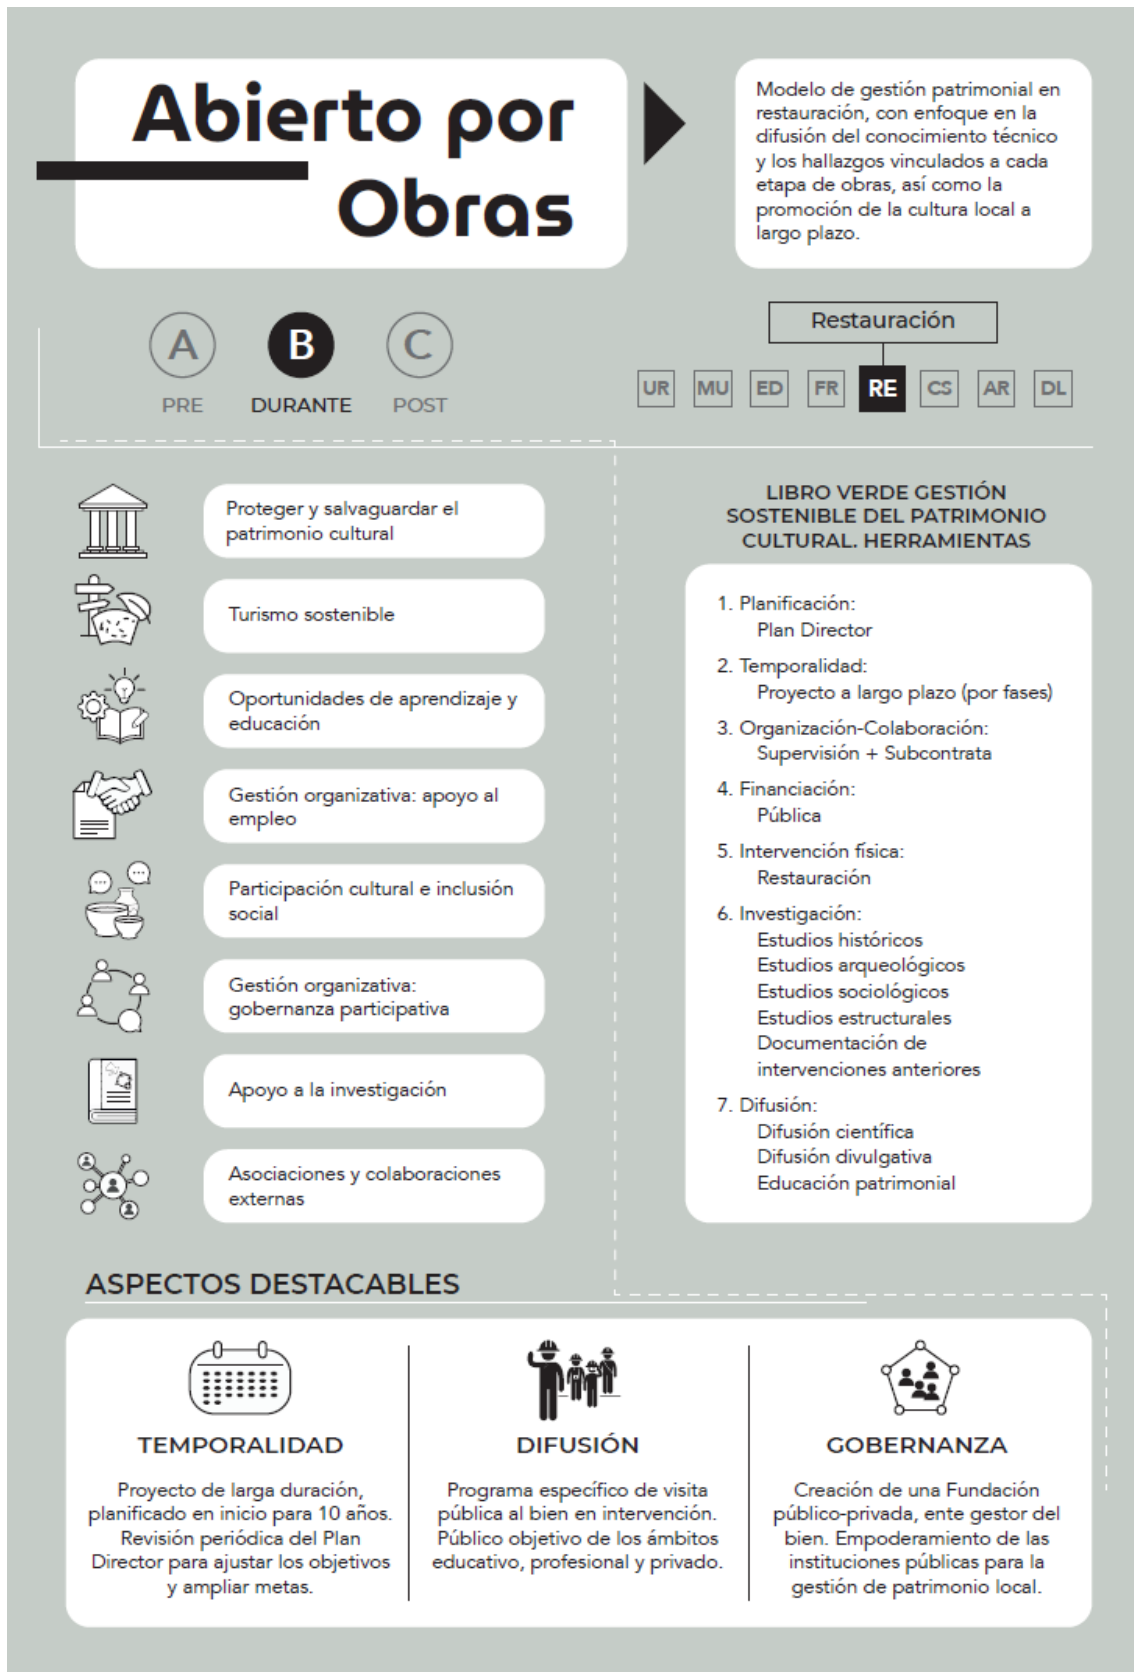 Abierto por
Obras
Modelo de gestión patrimonial en
restauración, con enfoque en la
difusión del conocimiento técnico
y los hallazgos vinculados a cada
etapa de obras, así como la
promoción de la cultura local a
largo plazo.
A
B
C
PRE
DURANTE
POST
Restauración
UR
MU
ED
FR
RE
CS
AR
DL
Proteger y salvaguardar el
patrimonio cultural
Turismo sostenible
Oportunidades de aprendizaje y
educación
Gestión organizativa: apoyo al
empleo
Participación cultural e inclusión
social
Gestión organizativa:
gobernanza participativa
Apoyo a la investigación
Asociaciones y colaboraciones
externas
LIBRO VERDE GESTIÓN
SOSTENIBLE DEL PATRIMONIO
CULTURAL. HERRAMIENTAS
1. Planificación:
Plan Director
2. Temporalidad:
Proyecto a largo plazo (por fases)
3. Organización-Colaboración:
Supervisión + Subcontrata
4. Financiación:
Pública
5. Intervención física:
Restauración
6. Investigación:
Estudios históricos
Estudios arqueológicos
Estudios sociológicos
Estudios estructurales
Documentación de
intervenciones anteriores
7. Difusión:
Difusión científica
Difusión divulgativa
Educación patrimonial
ASPECTOS DESTACABLES
TEMPORALIDAD
Proyecto de larga duración,
planificado en inicio para 10 años.
Revisión periódica del Plan
Director para ajustar los objetivos
y ampliar metas.
DIFUSIÓN
Programa específico de visita
pública al bien en intervención.
Público objetivo de los ámbitos
educativo, profesional y privado.
GOBERNANZA
Creación de una Fundación
público-privada, ente gestor del
bien. Empoderamiento de las
instituciones públicas para la
gestión de patrimonio local.